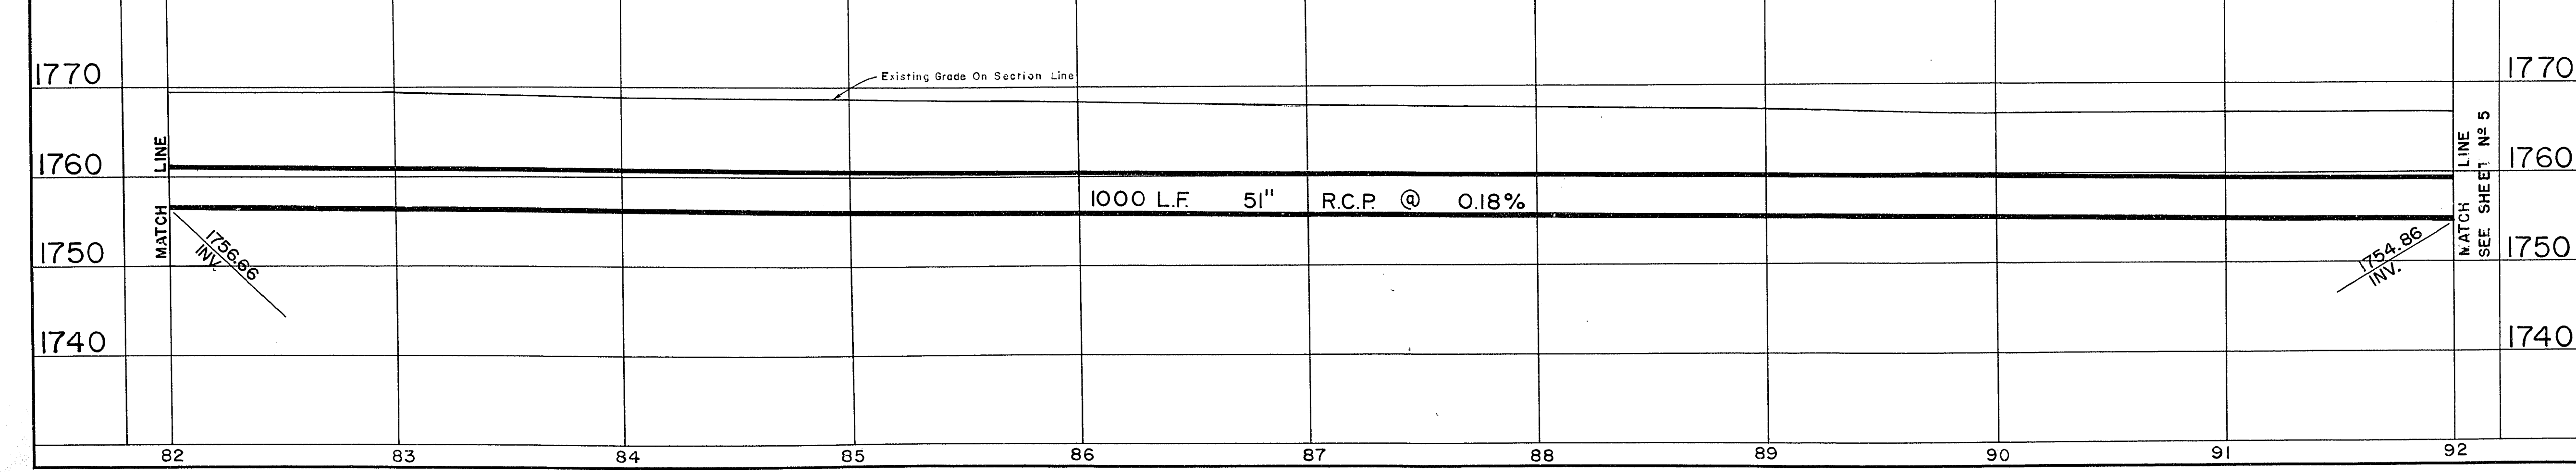 1770
1760
1750
1740
MATCH LINE
1756.66
INV.
Existing Grade On Section Line
1000 L.F. 51" R.C.P. @ 0.18%
1754.86
INV.
MATCH LINE
SEE SHEET Nº 5
1770
1760
1750
1740
82 83 84 85 86 87 88 89 90 91 92